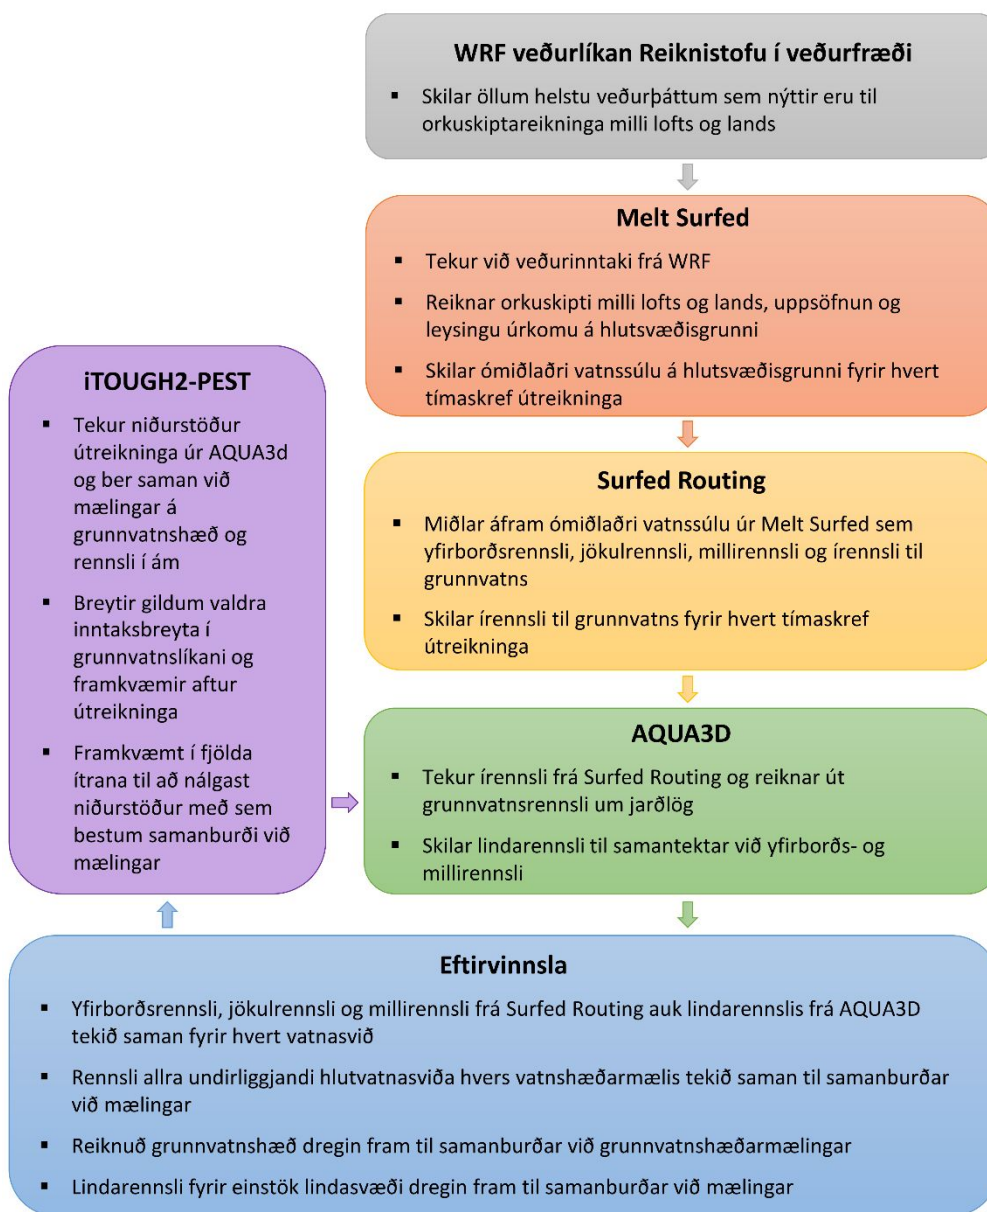 WRF veðurlíkan Reiknistofu í veðurfræði
▪ Skilar öllum helstu veðurþáttum sem nýttir eru til
orkuskiptareikninga milli lofts og lands
Melt Surfed
▪ Tekur við veðurinntaki frá WRF
▪ Reiknar orkuskipti milli lofts og lands, uppsöfnun og
leysingu úrkomu á hlutsvæðisgrunni
▪ Skilar ómiðlaðri vatnssúlu á hlutsvæðisgrunni fyrir hvert
tímaskref útreikninga
Surfed Routing
▪ Miðlar áfram ómiðlaðri vatnssúlu úr Melt Surfed sem
yfirborðsrennsli, jökulrennsli, millirennsli og írennsli til
grunnvatns
▪ Skilar írennsli til grunnvatns fyrir hvert tímaskref
útreikninga
iTOUGH2-PEST
▪ Tekur niðurstöður
útreikninga úr AQUA3d
og ber saman við
mælingar á
grunnvatnshæð og
rennsli í ám
▪ Breytir gildum valdra
inntaksbreyta í
grunnvatnslíkani og
framkvæmir aftur
útreikninga
▪ Framkvæmt í fjölda
ítrana til að nálgast
niðurstöður með sem
bestum samanburði við
mælingar
AQUA3D
▪ Tekur írennsli frá Surfed Routing og reiknar út
grunnvatnsrennsli um jarðlög
▪ Skilar lindarennsli til samantektar við yfirborðs- og
millirennsli
Eftirvinnsla
▪ Yfirborðsrennsli, jökulrennsli og millirennsli frá Surfed Routing auk lindarennslis frá AQUA3D
tekið saman fyrir hvert vatnasvið
▪ Rennsli allra undirliggjandi hlutvatnasviða hvers vatnshæðarmælis tekið saman til samanburðar
við mælingar
▪ Reiknuð grunnvatnshæð dregin fram til samanburðar við grunnvatnshæðarmælingar
▪ Lindarennsli fyrir einstök lindasvæði dregin fram til samanburðar við mælingar